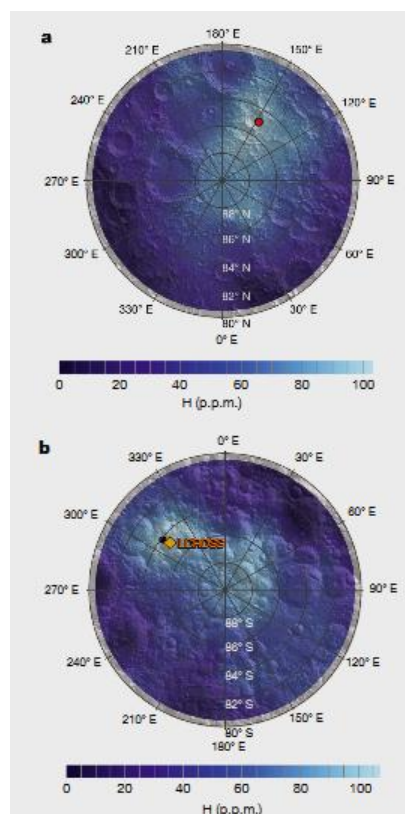 a
180° E
210° E
150° E
240° E
120° E
270° E
90° E
88° N
86° N
300° E
60° E
84° N
330° E
82° N
30° E
80° N
0° E
0 20 40 60 80 100
H (p.p.m.)
b
0° E
330° E
30° E
300° E
60° E
LCROSS
270° E
90° E
88° S
86° S
240° E
120° E
84° S
82° S
210° E
150° E
80° S
180° E
0 20 40 60 80 100
H (p.p.m.)